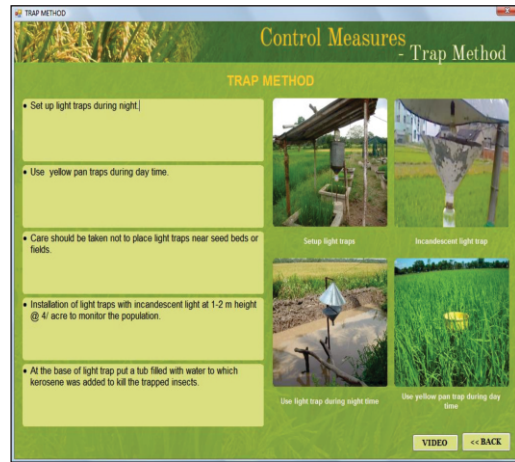 TRAP METHOD
Control Measures
- Trap Method
TRAP METHOD
• Set up light traps during night.
• Use yellow pan traps during day time.
• Care should be taken not to place light traps near seed beds or
fields.
• Installation of light traps with incandescent light at 1-2 m height
@ 4/ acre to monitor the population.
• At the base of light trap put a tub filled with water to which
kerosene was added to kill the trapped insects.
Setup light traps
Incandescent light trap
Use light trap during night time
Use yellow pan trap during day
time
VIDEO
<< BACK